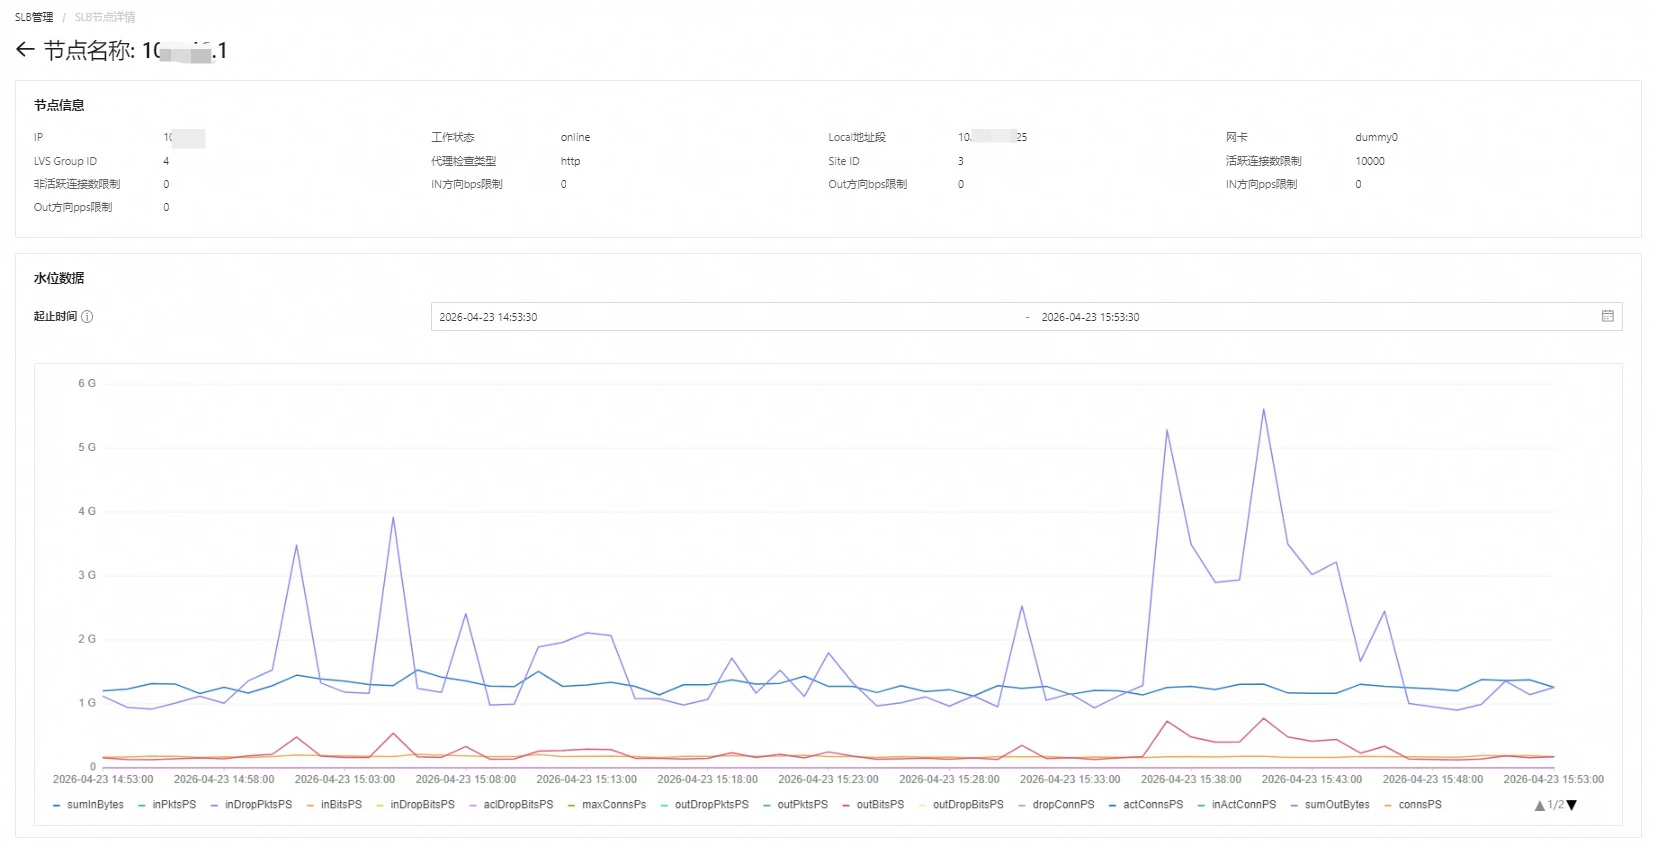 SLB管理 / SLB节点详情
← 节点名称: 10 .1
节点信息
IP 10 工作状态 online Local地址段 10. 25 网卡 dummy0
LVS Group ID 4 代理检查类型 http Site ID 3 活跃连接数限制 10000
非活跃连接数限制 0 IN方向bps限制 0 Out方向bps限制 0 IN方向pps限制 0
Out方向pps限制 0
水位数据
起止时间 2026-04-23 14:53:30 - 2026-04-23 15:53:30
6 G
5 G
4 G
3 G
2 G
1 G
0
2026-04-23 14:53:00 2026-04-23 14:58:00 2026-04-23 15:03:00 2026-04-23 15:08:00 2026-04-23 15:13:00 2026-04-23 15:18:00 2026-04-23 15:23:00 2026-04-23 15:28:00 2026-04-23 15:33:00 2026-04-23 15:38:00 2026-04-23 15:43:00 2026-04-23 15:48:00 2026-04-23 15:53:00
sumInBytes inPktsPS inDropPktsPS inBitsPS inDropBitsPS aclDropBitsPS maxConnsPs outDropPktsPS outPktsPS outBitsPS outDropBitsPS dropConnPS actConnsPS inActConnPS sumOutBytes connsPS 1/2